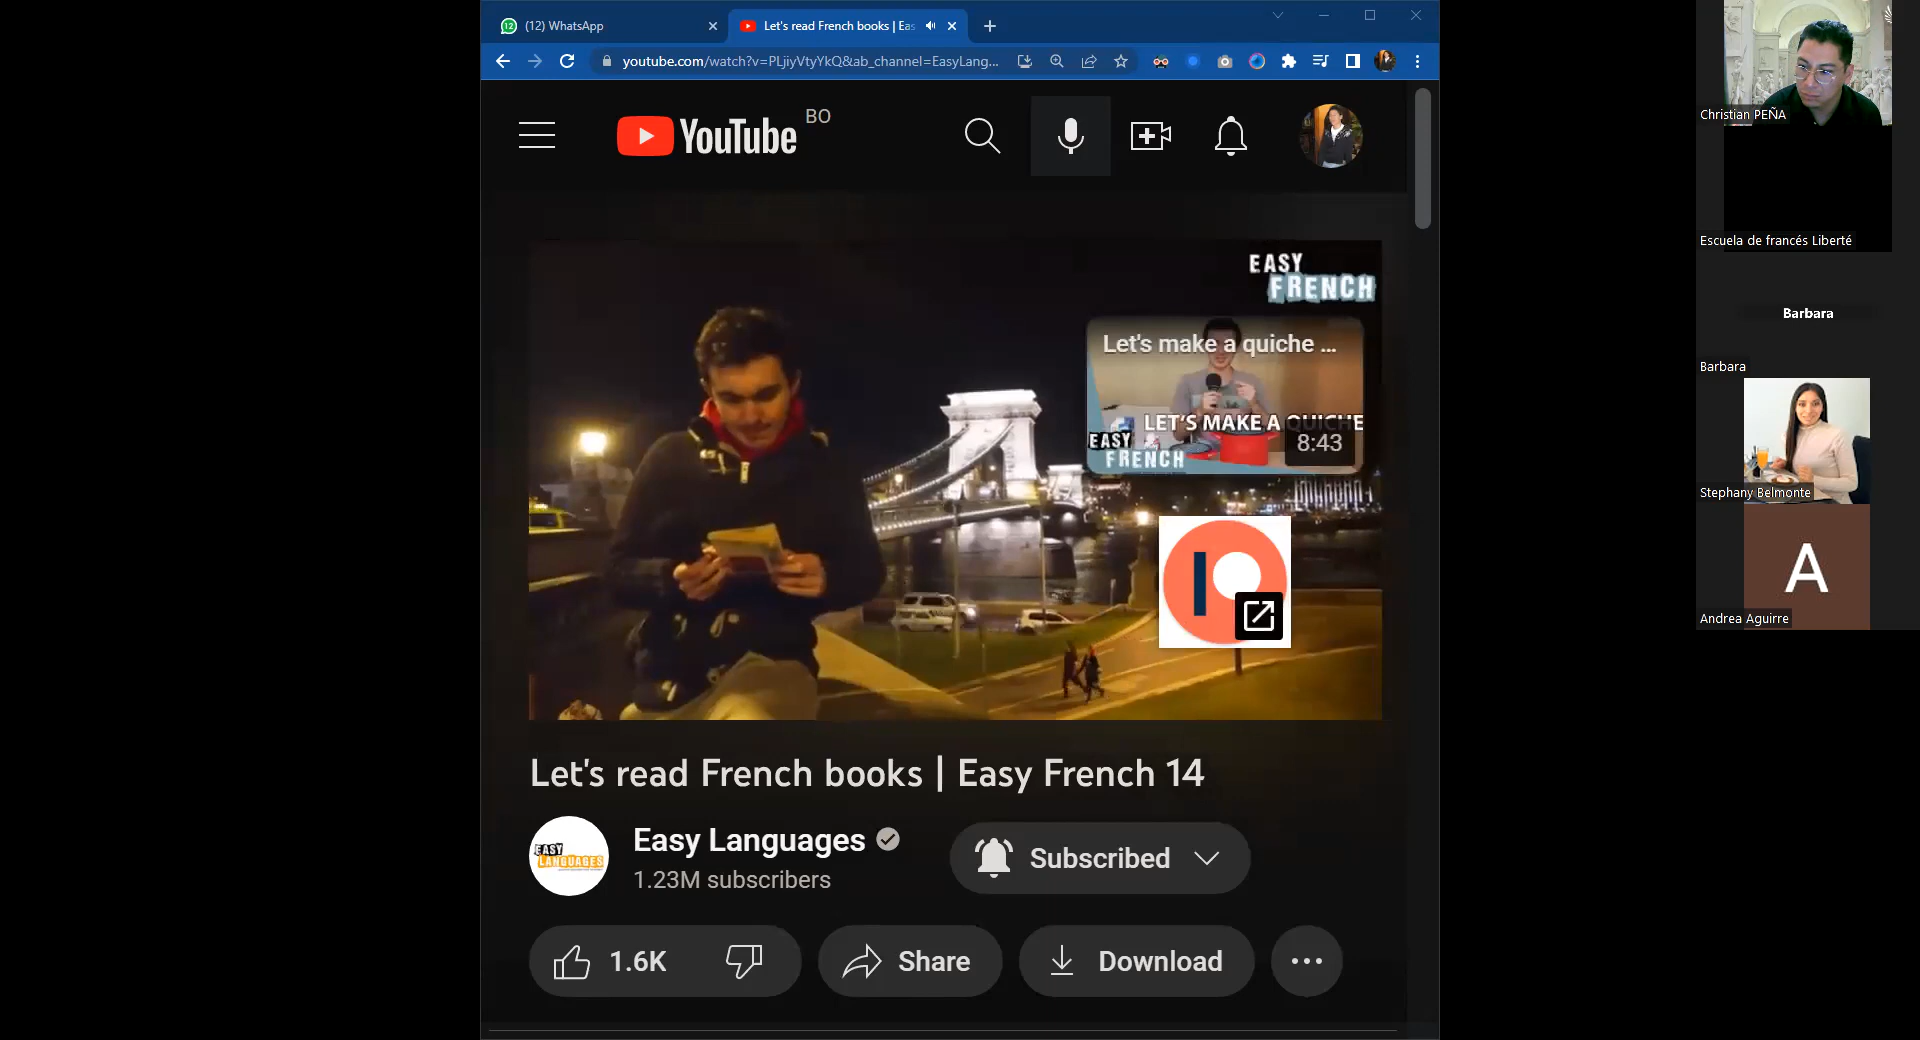 12 (12) WhatsApp
Let's read French books | Eas
youtube.com/watch?v=PLjiyVtyYkQ&ab_channel=EasyLang...
YouTube BO
EASY
FRENCH
Let's make a quiche ...
LET'S MAKE A QUICHE
8:43
EASY
FRENCH
Let's read French books | Easy French 14
EASY
LANGUAGES
Easy Languages
1.23M subscribers
Subscribed
1.6K
Share
Download
Christian PEÑA
Escuela de francés Liberté
Barbara
Barbara
Stephany Belmonte
A
Andrea Aguirre